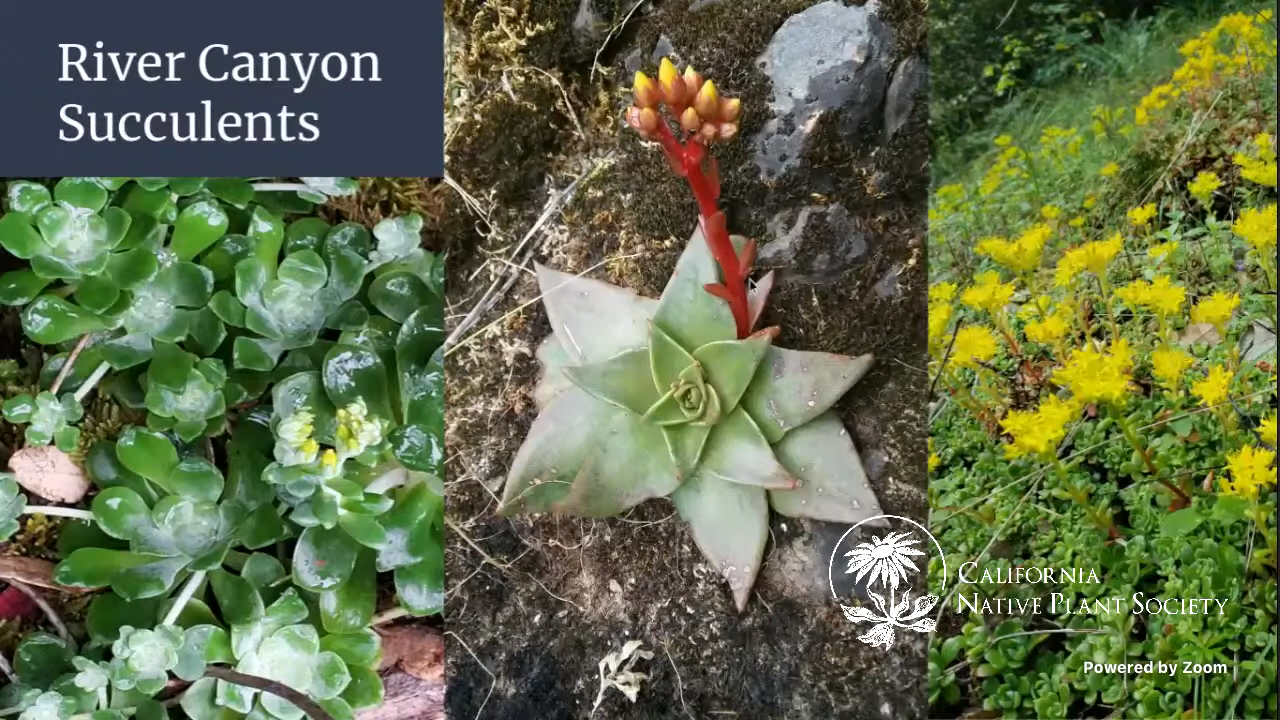 River Canyon
Succulents
California
Native Plant Society
Powered by Zoom